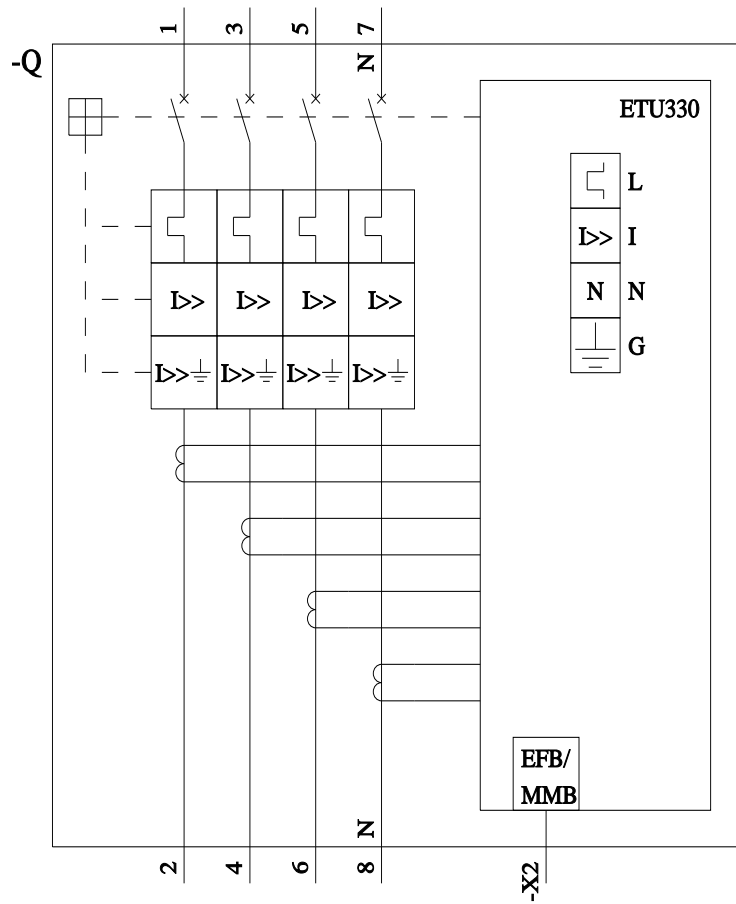 1 3 5 7
N
-Q
ETU330
L
I>> I
N N
G
I>> I>> I>> I>>
I>> I>> I>> I>>
EFB/
MMB
N
2 4 6 8
-X2